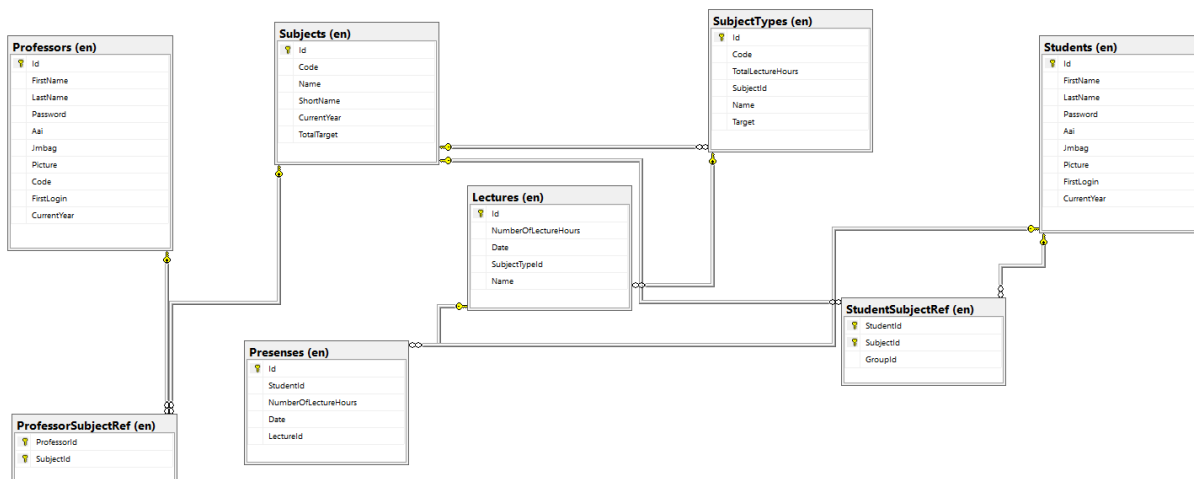 Professors (en)
Id
FirstName
LastName
Password
Aai
Jmbag
Picture
Code
FirstLogin
CurrentYear
Subjects (en)
Id
Code
Name
ShortName
CurrentYear
TotalTarget
SubjectTypes (en)
Id
Code
TotalLectureHours
SubjectId
Name
Target
Students (en)
Id
FirstName
LastName
Password
Aai
Jmbag
Picture
FirstLogin
CurrentYear
Lectures (en)
Id
NumberOfLectureHours
Date
SubjectTypeId
Name
StudentSubjectRef (en)
StudentId
SubjectId
GroupId
Presenses (en)
Id
StudentId
NumberOfLectureHours
Date
LectureId
ProfessorSubjectRef (en)
ProfessorId
SubjectId